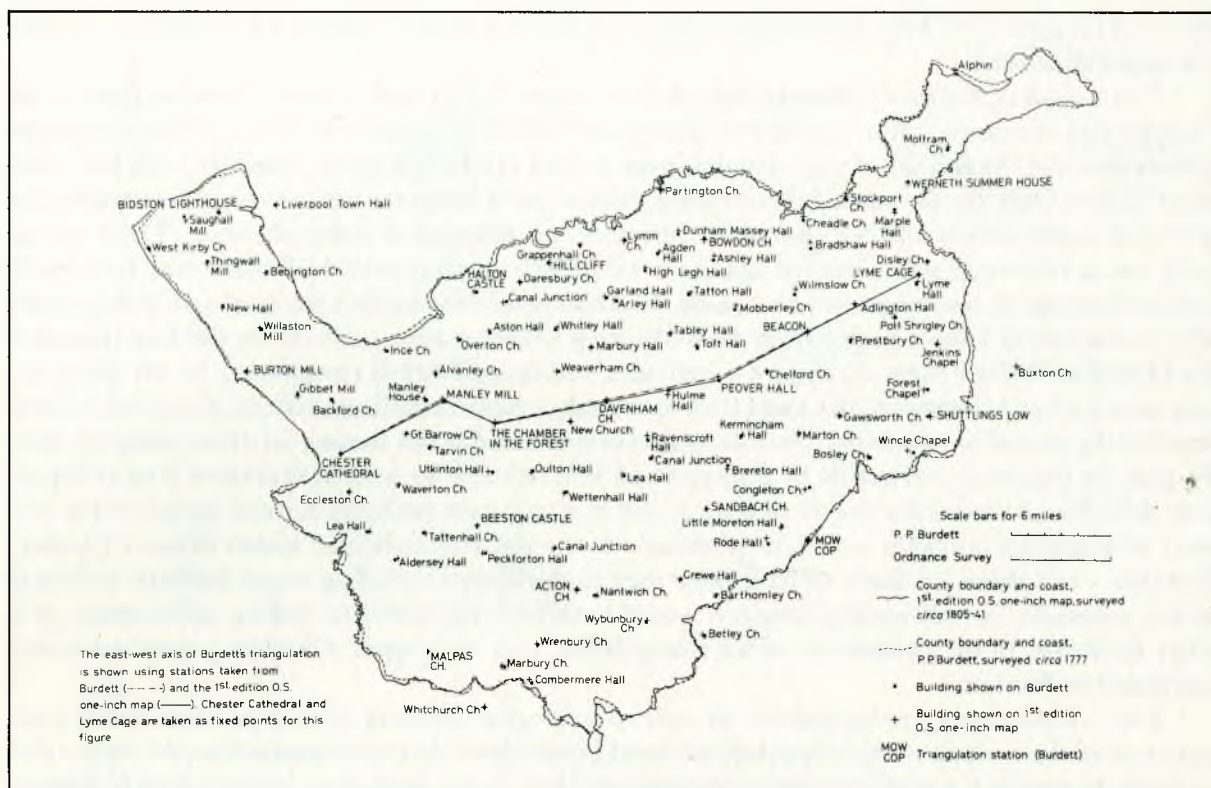 Alphin
Mottram
Ch.
WERNETH SUMMER HOUSE
Partington Ch.
Stockport
Ch.
BIDSTON LIGHTHOUSE
Liverpool Town Hall
Saughall
Mill
Cheadle Ch.
Marple
Hall
Dunham Massey Hall
BOWDON CH
Lymm
Ch.
Bradshaw Hall
West Kirby Ch.
Agden
Hall
Ashley Hall
Disley Ch.
Grappenhall Ch.
HILL CLIFF
Thingwall
Mill
Bebington Ch.
High Legh Hall
LYME CAGE
HALTON
CASTLE
Daresbury Ch.
Lyme
Hall
Wilmslow Ch.
Garland Hall
Tatton Hall
Canal Junction
Arley Hall
New Hall
Mobberley Ch.
Adlington
Hall
Willaston
Mill
Aston Hall
Whitley Hall
Tabley Hall
BEACON
Pott Shrigley Ch.
Overton Ch.
Marbury Hall
Toft Hall
Prestbury Ch.
Jenkins
Chapel
Ince Ch.
BURTON MILL
Alvanley Ch.
Weaverham Ch.
PEOVER HALL
Chelford Ch.
Buxton Ch.
Gibbet Mill
Manley
House
MANLEY MILL
Hulme
Hall
Forest
Chapel
Backford Ch.
DAVENHAM
CH.
SHUTTLINGS LOW
Gawsworth Ch.
New Church
Kermincham
Hall
THE CHAMBER
IN THE FOREST
Gt. Barrow Ch.
Ravenscroft
Hall
Marton Ch.
Wincle Chapel
Tarvin Ch.
CHESTER
CATHEDRAL
Canal Junction
Bosley Ch.
Utkinton Hall
Oulton Hall
Brereton Hall
Lea Hall
Waverton Ch.
Eccleston Ch.
Wettenhall Hall
Congleton Ch.
SANDBACH CH.
Lea Hall
BEESTON CASTLE
Little Moreton Hall
Tattenhall Ch.
Rode Hall
MOW
COP
Canal Junction
Peckforton Hall
Aldersey Hall
Crewe Hall
ACTON
CH
Nantwich Ch.
Barthomley Ch.
Wybunbury
Ch
Betley Ch.
Wrenbury Ch.
MALPAS
CH.
Marbury Ch.
Combermere Hall
Whitchurch Ch
The east-west axis of Burdett's triangulation
is shown using stations taken from
Burdett (-·-·-·-) and the 1st edition O.S.
one-inch map (———). Chester Cathedral and
Lyme Cage are taken as fixed points for this
figure
Scale bars for 6 miles
P. P. Burdett
Ordnance Survey
County boundary and coast,
1st edition O.S. one-inch map, surveyed
circa 1805-41
County boundary and coast,
P.P.Burdett, surveyed circa 1777
Building shown on Burdett
Building shown on 1st edition
O.S. one-inch map
MOW
COP
Triangulation station (Burdett)